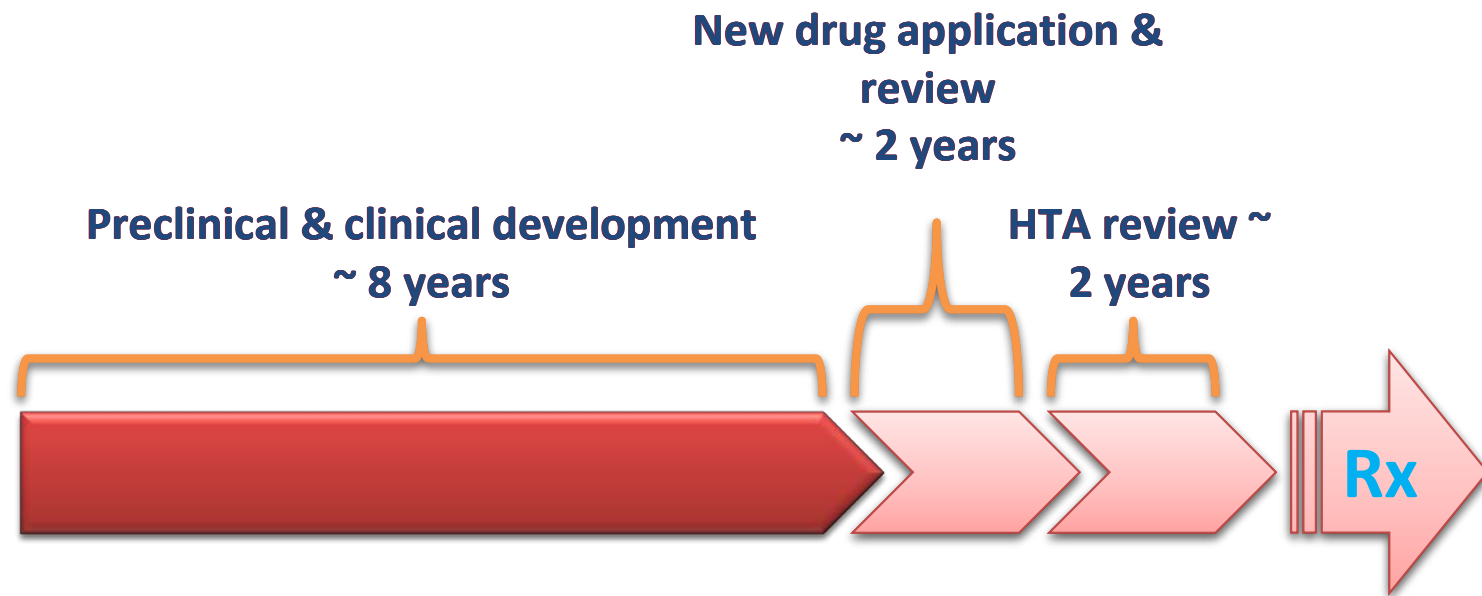 New drug application &
review
~ 2 years
Preclinical & clinical development
~ 8 years
HTA review ~
2 years
Rx